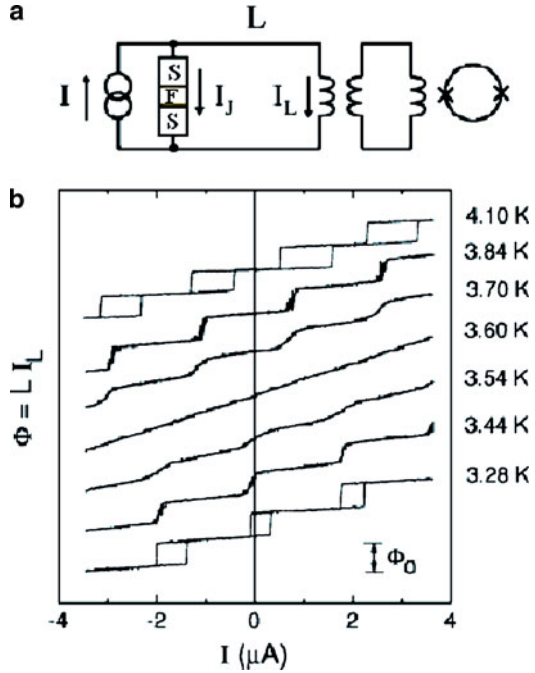 a
L
I
S
F
S
I_J
I_L
b
4.10 K
3.84 K
3.70 K
3.60 K
3.54 K
3.44 K
3.28 K
Φ = L I_L
Φ_0
-4 -2 0 2 4
I (μA)